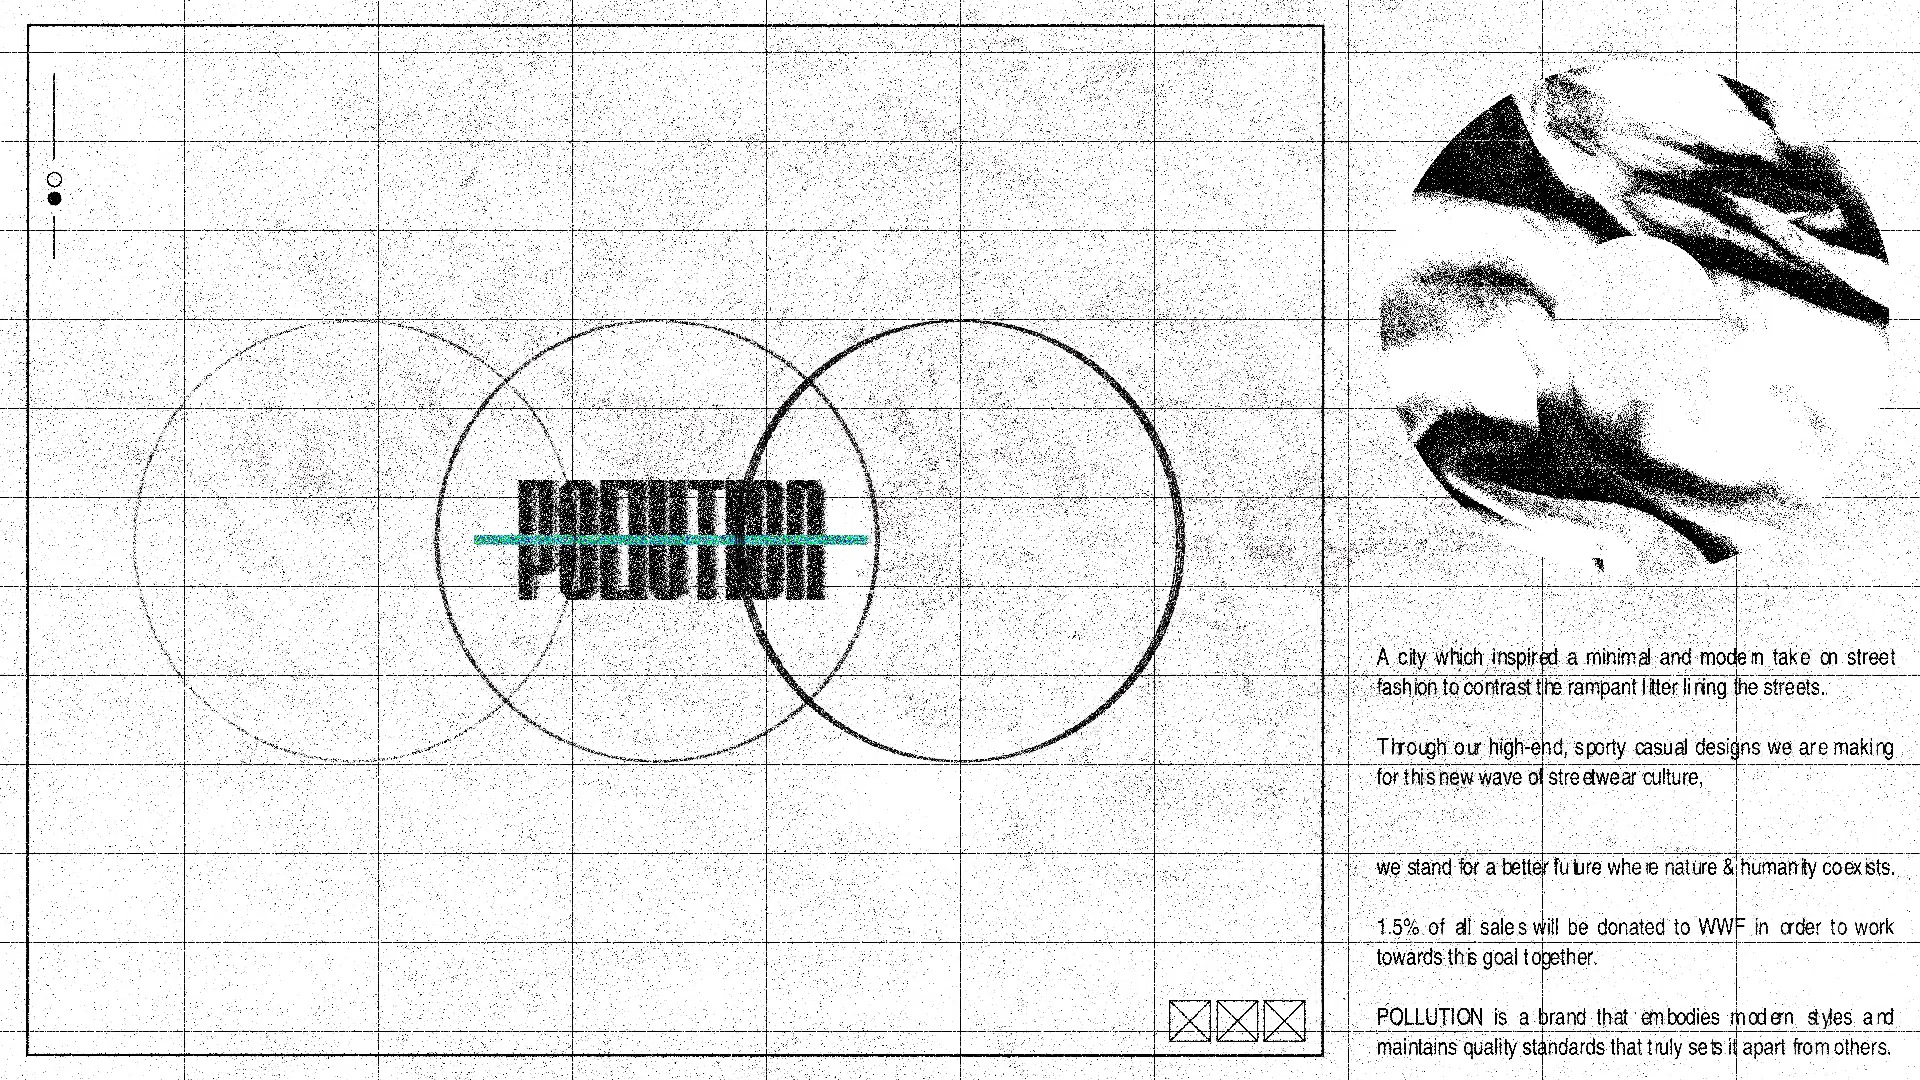 POLLUTION
A city which inspired a minimal and modern take on street
fashion to contrast the rampant litter lining the streets.
Through our high-end, sporty casual designs we are making
for this new wave of streetwear culture,
we stand for a better future where nature & humanity coexists.
1.5% of all sales will be donated to WWF in order to work
towards this goal together.
POLLUTION is a brand that embodies modern styles and
maintains quality standards that truly sets it apart from others.